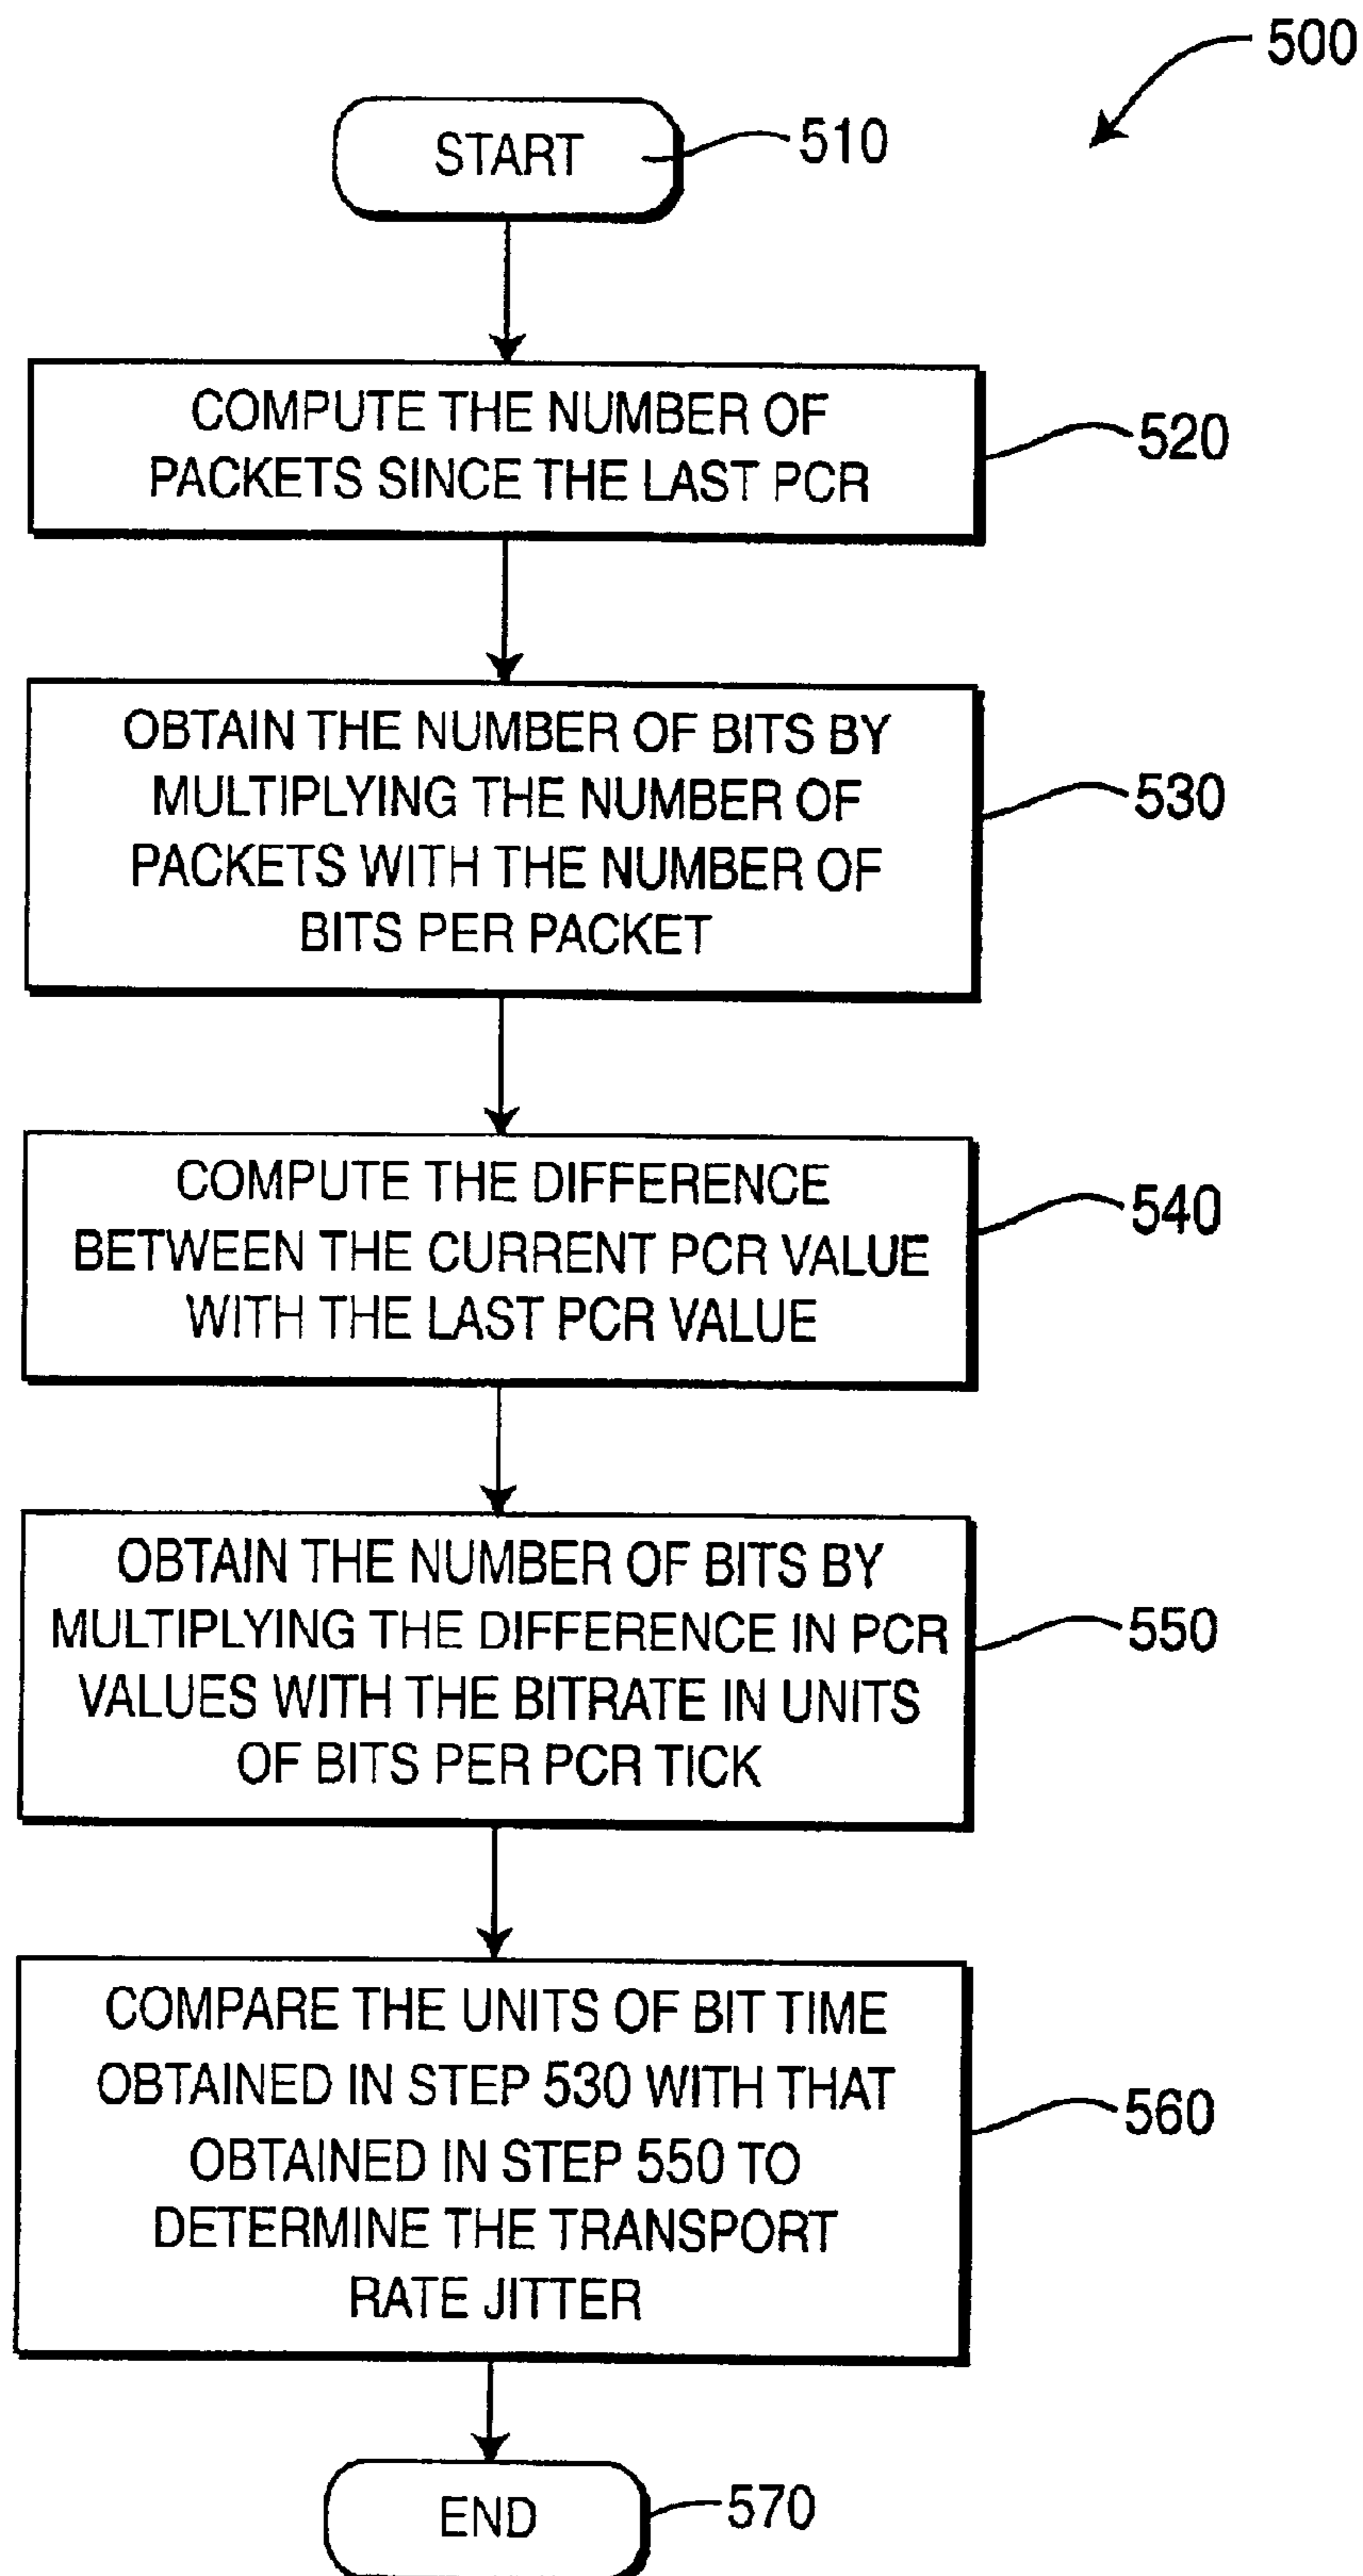 500
START
510
COMPUTE THE NUMBER OF
PACKETS SINCE THE LAST PCR
520
OBTAIN THE NUMBER OF BITS BY
MULTIPLYING THE NUMBER OF
PACKETS WITH THE NUMBER OF
BITS PER PACKET
530
COMPUTE THE DIFFERENCE
BETWEEN THE CURRENT PCR VALUE
WITH THE LAST PCR VALUE
540
OBTAIN THE NUMBER OF BITS BY
MULTIPLYING THE DIFFERENCE IN PCR
VALUES WITH THE BITRATE IN UNITS
OF BITS PER PCR TICK
550
COMPARE THE UNITS OF BIT TIME
OBTAINED IN STEP 530 WITH THAT
OBTAINED IN STEP 550 TO
DETERMINE THE TRANSPORT
RATE JITTER
560
END
570